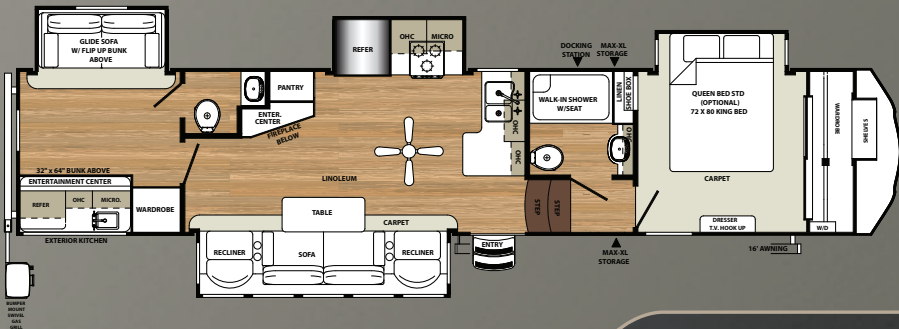 GLIDE SOFA
W/ FLIP UP BUNK
ABOVE
REFER
OHC
MICRO
DOCKING
STATION
MAX-XL
STORAGE
PANTRY
ENTER.
CENTER
FIREPLACE
BELOW
OHC
OHC
WALK-IN SHOWER
W/SEAT
LINEN
SHOE BOX
OHC
QUEEN BED STD
(OPTIONAL)
72 X 80 KING BED
WARDROBE
SHELVES
32" x 64" BUNK ABOVE
ENTERTAINMENT CENTER
REFER
OHC
MICRO.
WARDROBE
EXTERIOR KITCHEN
LINOLEUM
TABLE
CARPET
RECLINER
SOFA
RECLINER
ENTRY
STEP
STEP
CARPET
DRESSER
T.V. HOOK UP
W/D
MAX-XL
STORAGE
16' AWNING
BUMPER
MOUNT
SWIVEL
GAS
GRILL